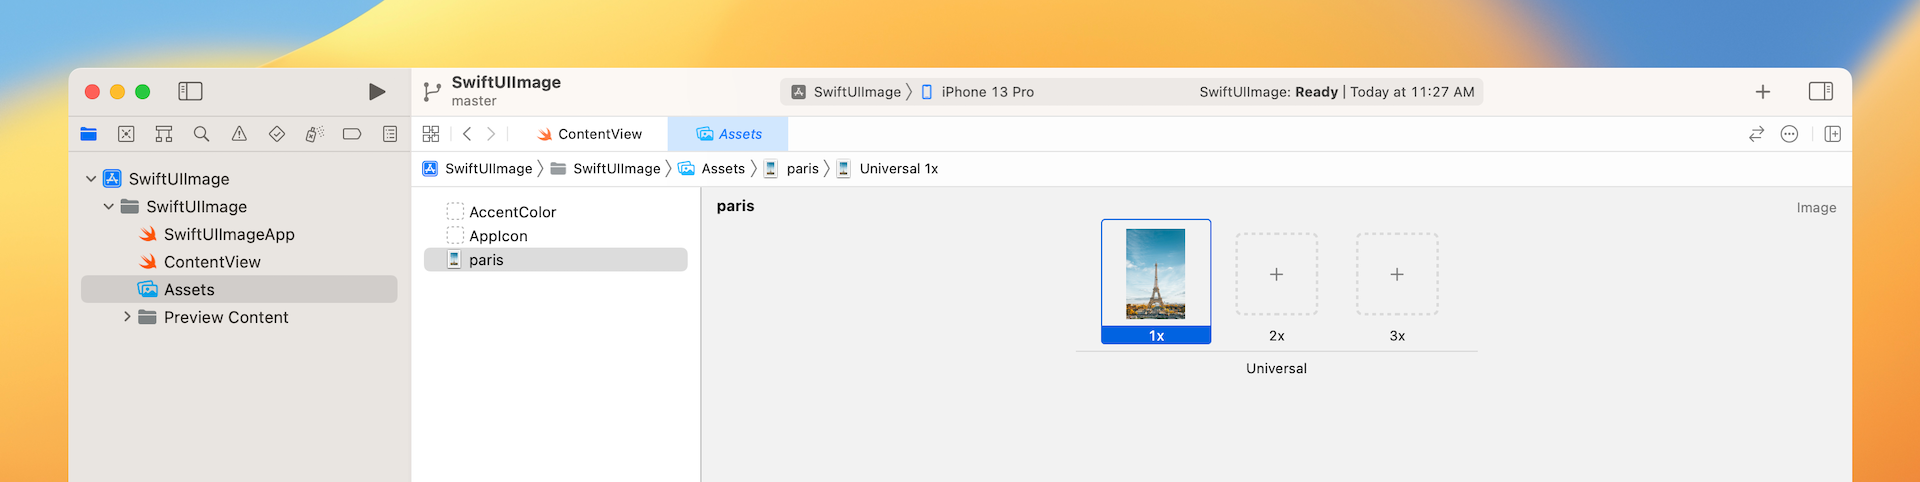 SwiftUIImage
master
SwiftUIImage
iPhone 13 Pro
SwiftUIImage: Ready | Today at 11:27 AM
ContentView
Assets
SwiftUIImage
SwiftUIImage
Assets
paris
Universal 1x
SwiftUIImage
SwiftUIImage
SwiftUIImageApp
ContentView
Assets
Preview Content
AccentColor
AppIcon
paris
paris
Image
1x
2x
3x
Universal